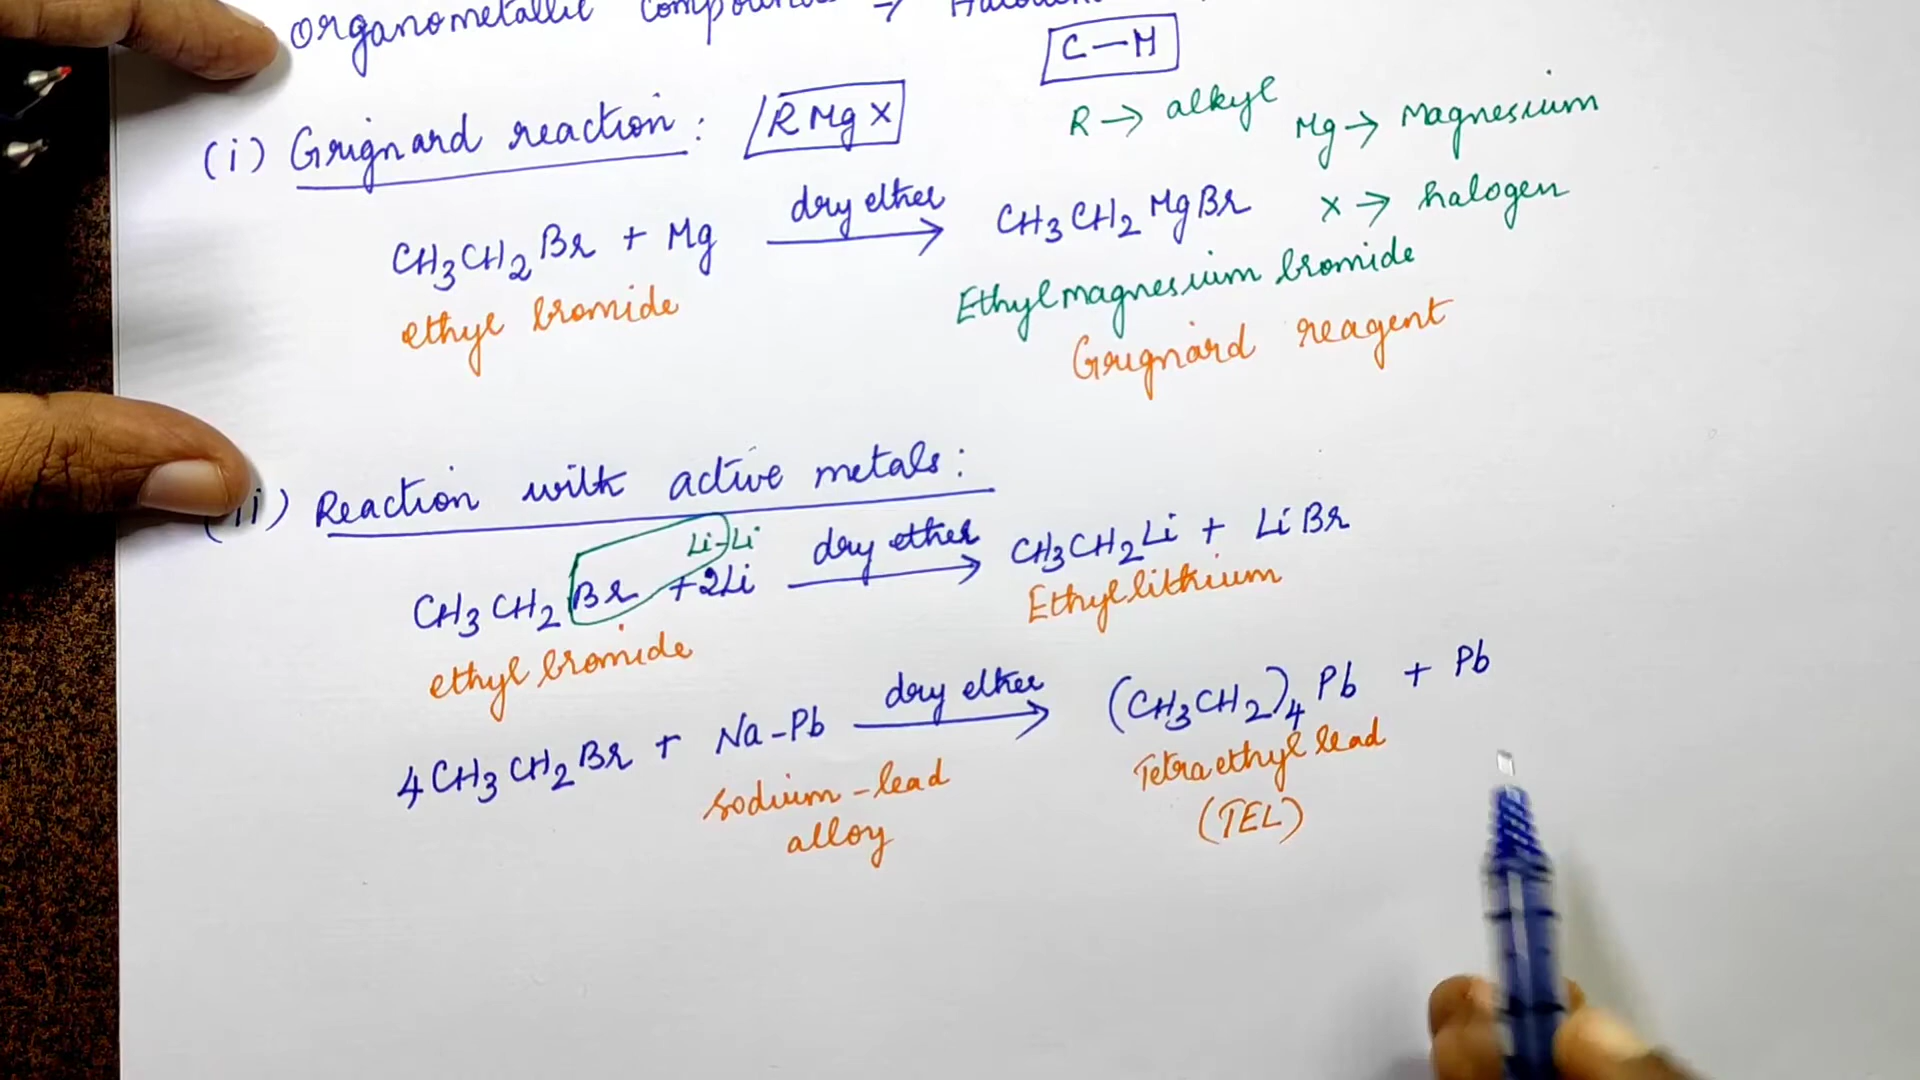 organometallic compounds →
C—M
(i) Grignard reaction: RMgX
R → alkyl Mg → Magnesium
X → halogen
CH3CH2Br + Mg dry ether → CH3CH2MgBr
ethyl bromide Ethylmagnesium bromide
Grignard reagent
(ii) Reaction with active metals:
Li-Li
CH3CH2Br +2Li dry ether → CH3CH2Li + LiBr
ethyl bromide Ethyllithium
4CH3CH2Br + Na-Pb dry ether → (CH3CH2)4Pb + Pb
sodium-lead Tetraethyl lead
alloy (TEL)